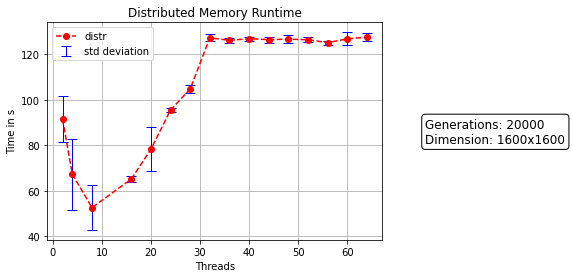 Distributed Memory Runtime
distr
std deviation
Time in s
120
100
80
60
40
0
10
20
30
40
50
60
Threads
Generations: 20000
Dimension: 1600x1600